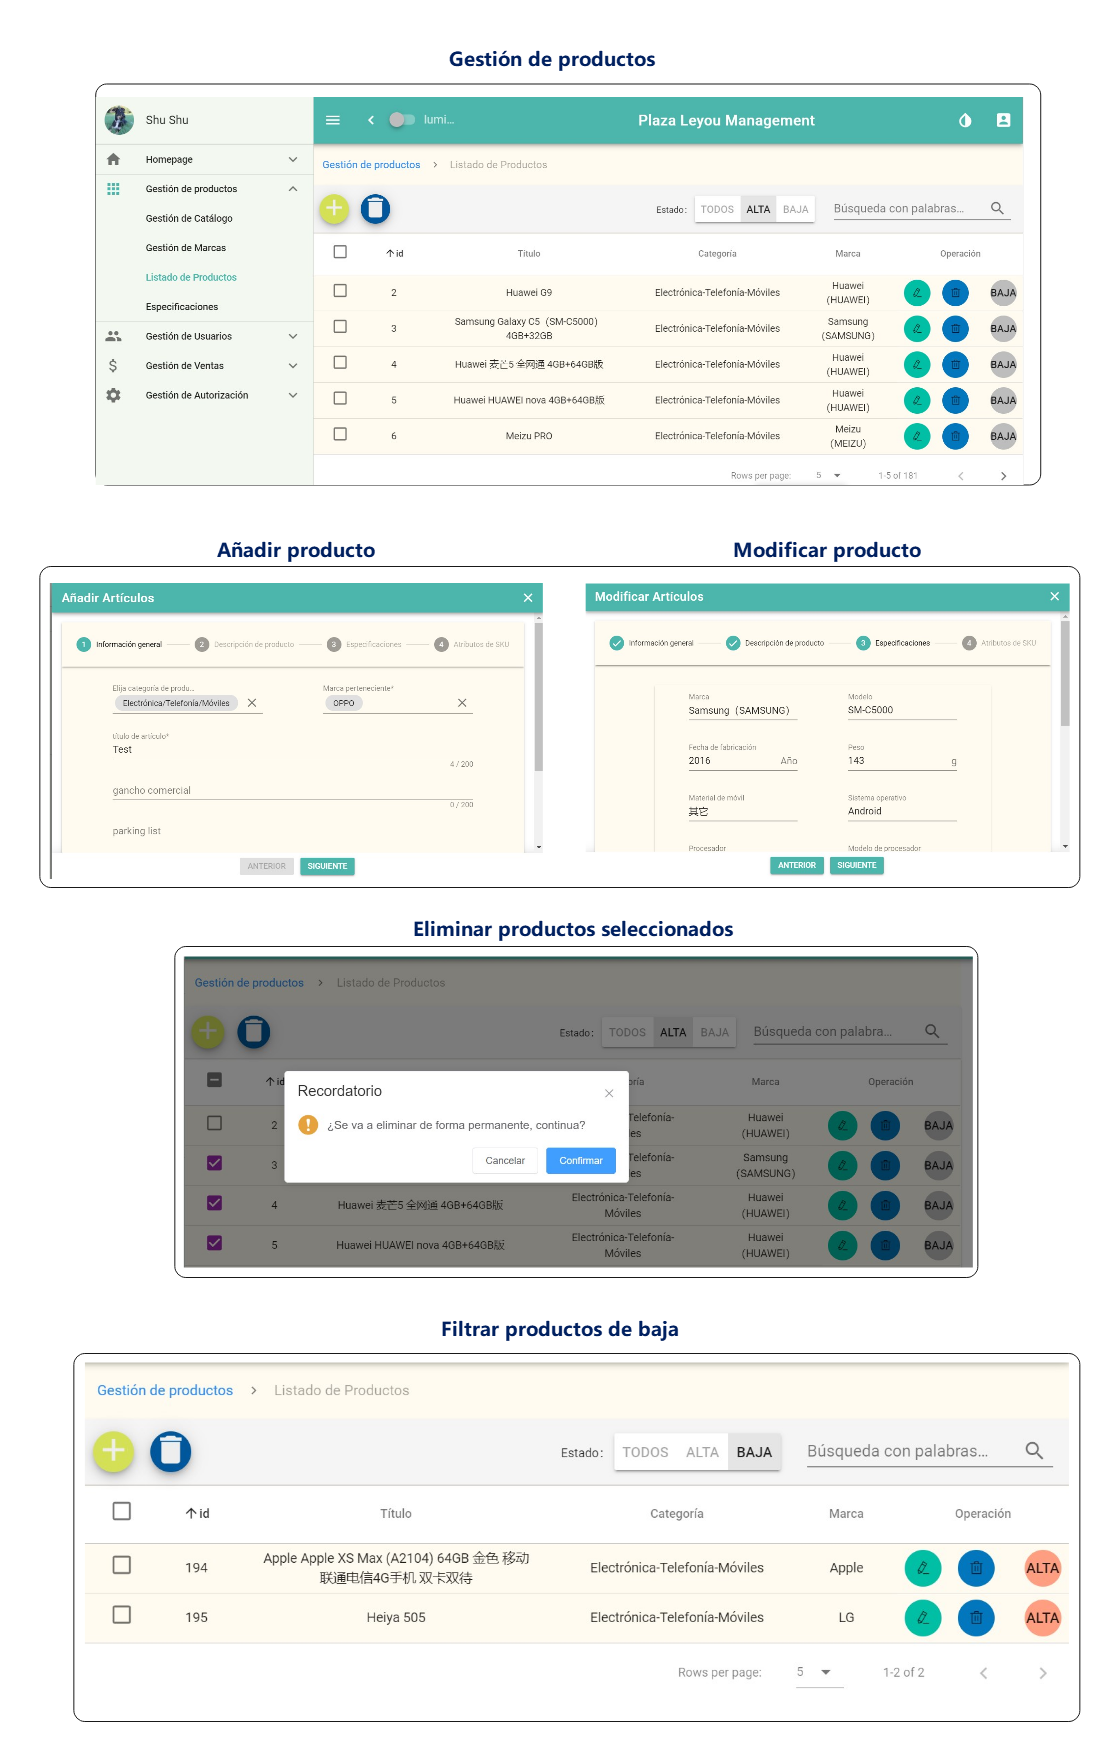 Gestión de productos
Shu Shu
lumi...
Plaza Leyou Management
Homepage
Gestión de productos
Gestión de Catálogo
Gestión de Marcas
Listado de Productos
Especificaciones
Gestión de Usuarios
Gestión de Ventas
Gestión de Autorización
Gestión de productos > Listado de Productos
Estado: TODOS ALTA BAJA Búsqueda con palabras...
id Título Categoría Marca Operación
2 Huawei G9 Electrónica-Telefonía-Móviles Huawei (HUAWEI) BAJA
3 Samsung Galaxy C5（SM-C5000） 4GB+32GB Electrónica-Telefonía-Móviles Samsung (SAMSUNG) BAJA
4 Huawei 麦芒5 全网通 4GB+64GB版 Electrónica-Telefonía-Móviles Huawei (HUAWEI) BAJA
5 Huawei HUAWEI nova 4GB+64GB版 Electrónica-Telefonía-Móviles Huawei (HUAWEI) BAJA
6 Meizu PRO Electrónica-Telefonía-Móviles Meizu (MEIZU) BAJA
Rows per page: 5 1-5 of 181
Añadir producto
Añadir Artículos
1 Información general 2 Descripción de producto 3 Especificaciones 4 Atributos de SKU
Elija categoría de produ... Marca perteneciente*
Electrónica/Telefonía/Móviles OPPO
título de artículo*
Test
4 / 200
gancho comercial
0 / 200
parking list
ANTERIOR SIGUIENTE
Modificar producto
Modificar Artículos
Información general Descripción de producto 3 Especificaciones 4 Atributos de SKU
Marca Modelo
Samsung（SAMSUNG） SM-C5000
Fecha de fabricación Peso
2016 Año 143 g
Material de móvil Sistema operativo
其它 Android
Procesador Modelo de procesador
ANTERIOR SIGUIENTE
Eliminar productos seleccionados
Gestión de productos > Listado de Productos
Estado: TODOS ALTA BAJA Búsqueda con palabra...
id ría Marca Operación
Recordatorio
¿Se va a eliminar de forma permanente, continua?
Cancelar Confirmar
2 Telefonía- es Huawei (HUAWEI) BAJA
3 Telefonía- es Samsung (SAMSUNG) BAJA
4 Huawei 麦芒5 全网通 4GB+64GB版 Electrónica-Telefonía- Móviles Huawei (HUAWEI) BAJA
5 Huawei HUAWEI nova 4GB+64GB版 Electrónica-Telefonía- Móviles Huawei (HUAWEI) BAJA
Filtrar productos de baja
Gestión de productos > Listado de Productos
Estado: TODOS ALTA BAJA Búsqueda con palabras...
id Título Categoría Marca Operación
194 Apple Apple XS Max (A2104) 64GB 金色 移动联通电信4G手机 双卡双待 Electrónica-Telefonía-Móviles Apple ALTA
195 Heiya 505 Electrónica-Telefonía-Móviles LG ALTA
Rows per page: 5 1-2 of 2